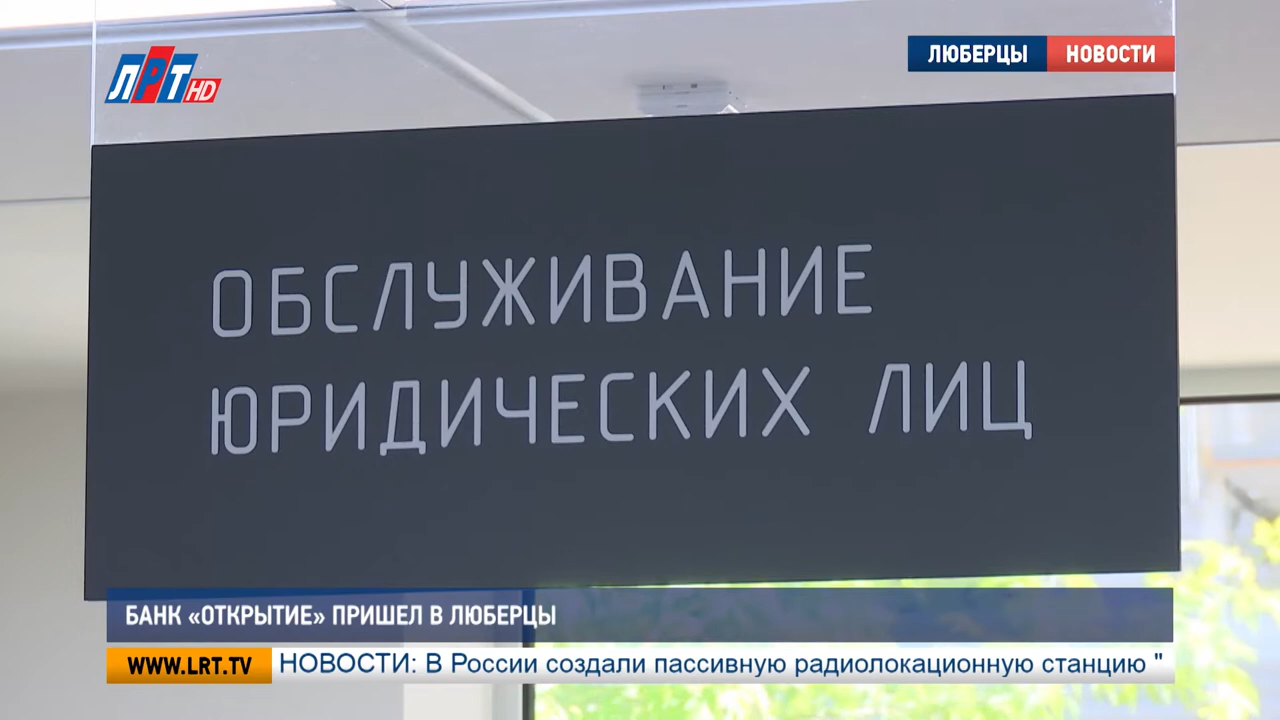 ЛРТ HD
ЛЮБЕРЦЫ НОВОСТИ
ОБСЛУЖИВАНИЕ
ЮРИДИЧЕСКИХ ЛИЦ
БАНК «ОТКРЫТИЕ» ПРИШЕЛ В ЛЮБЕРЦЫ
WWW.LRT.TV НОВОСТИ: В России создали пассивную радиолокационную станцию "